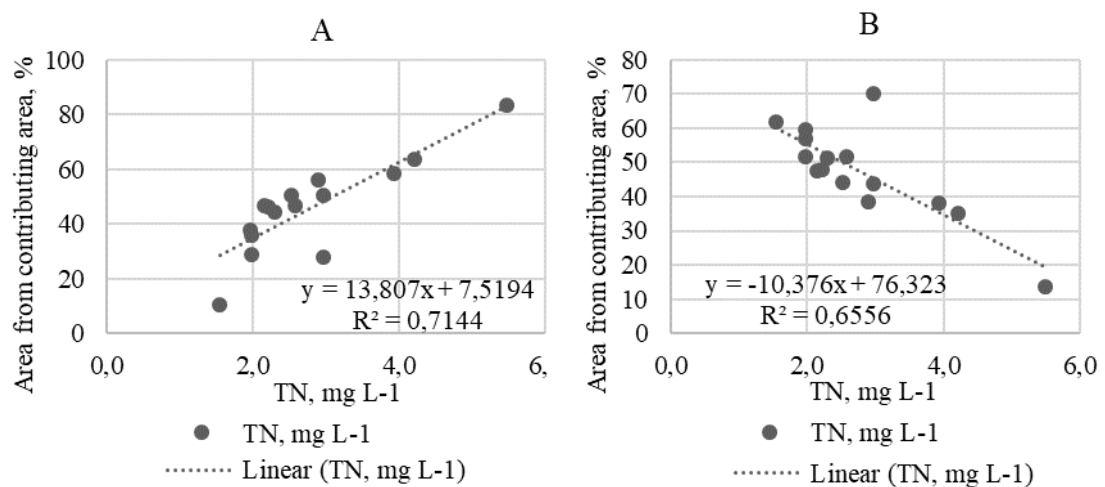 A
Area from contributing area, %
100
80
60
40
20
0
y = 13,807x + 7,5194
R² = 0,7144
0,0
2,0
4,0
6,
TN, mg L-1
TN, mg L-1
Linear (TN, mg L-1)
B
Area from contributing area, %
80
70
60
50
40
30
20
10
0
y = -10,376x + 76,323
R² = 0,6556
0,0
2,0
4,0
6,0
TN, mg L-1
TN, mg L-1
Linear (TN, mg L-1)